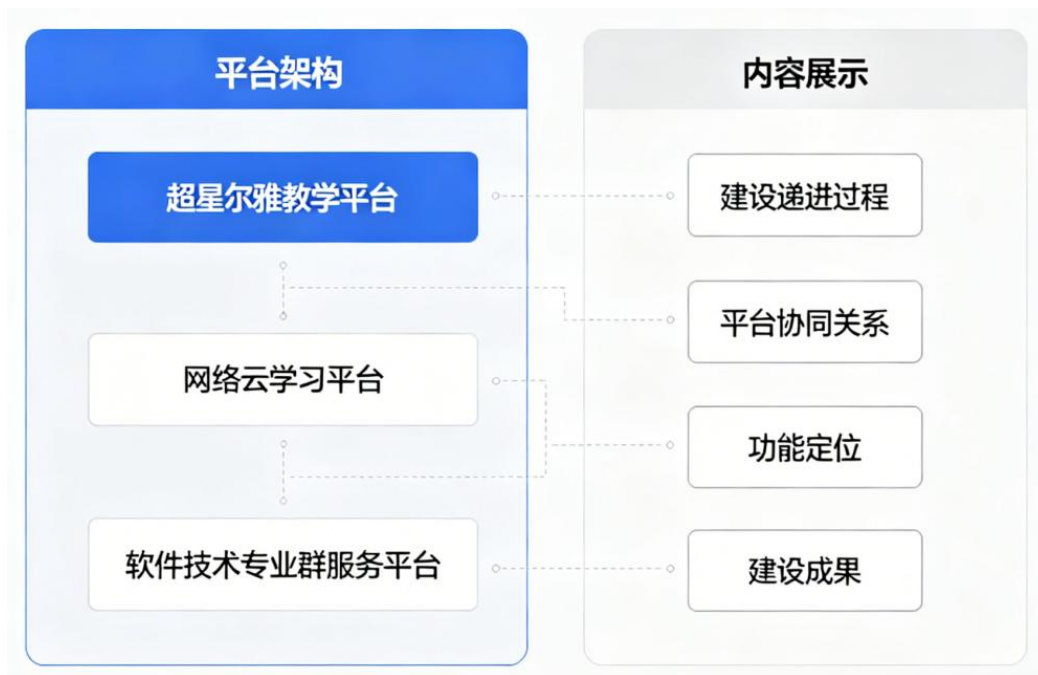 平台架构
超星尔雅教学平台
网络云学习平台
软件技术专业群服务平台
内容展示
建设递进过程
平台协同关系
功能定位
建设成果